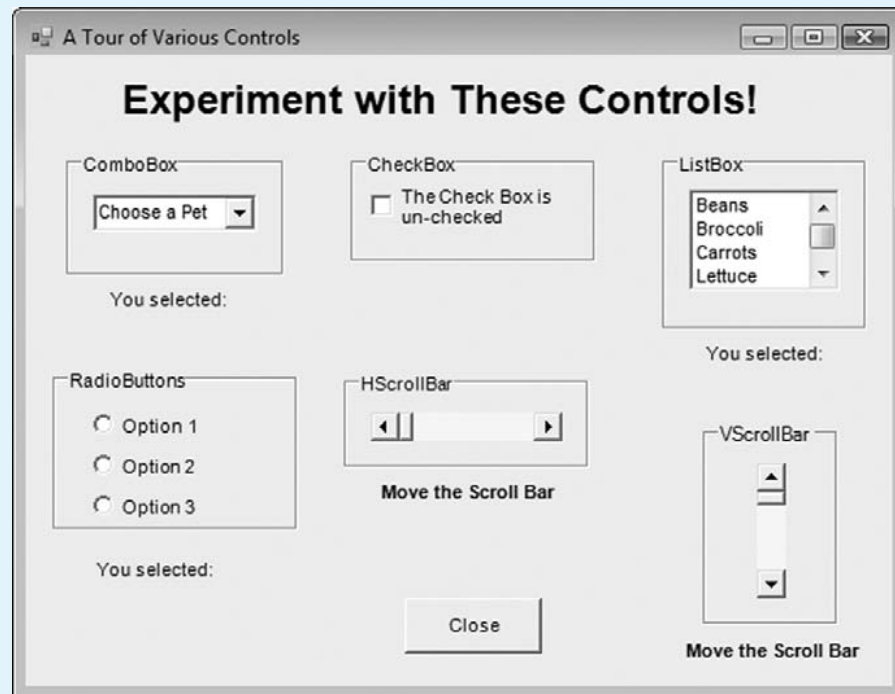 A Tour of Various Controls
Experiment with These Controls!
ComboBox
Choose a Pet
You selected:
CheckBox
The Check Box is
un-checked
ListBox
Beans
Broccoli
Carrots
Lettuce
You selected:
RadioButtons
Option 1
Option 2
Option 3
You selected:
HScrollBar
Move the Scroll Bar
VScrollBar
Move the Scroll Bar
Close